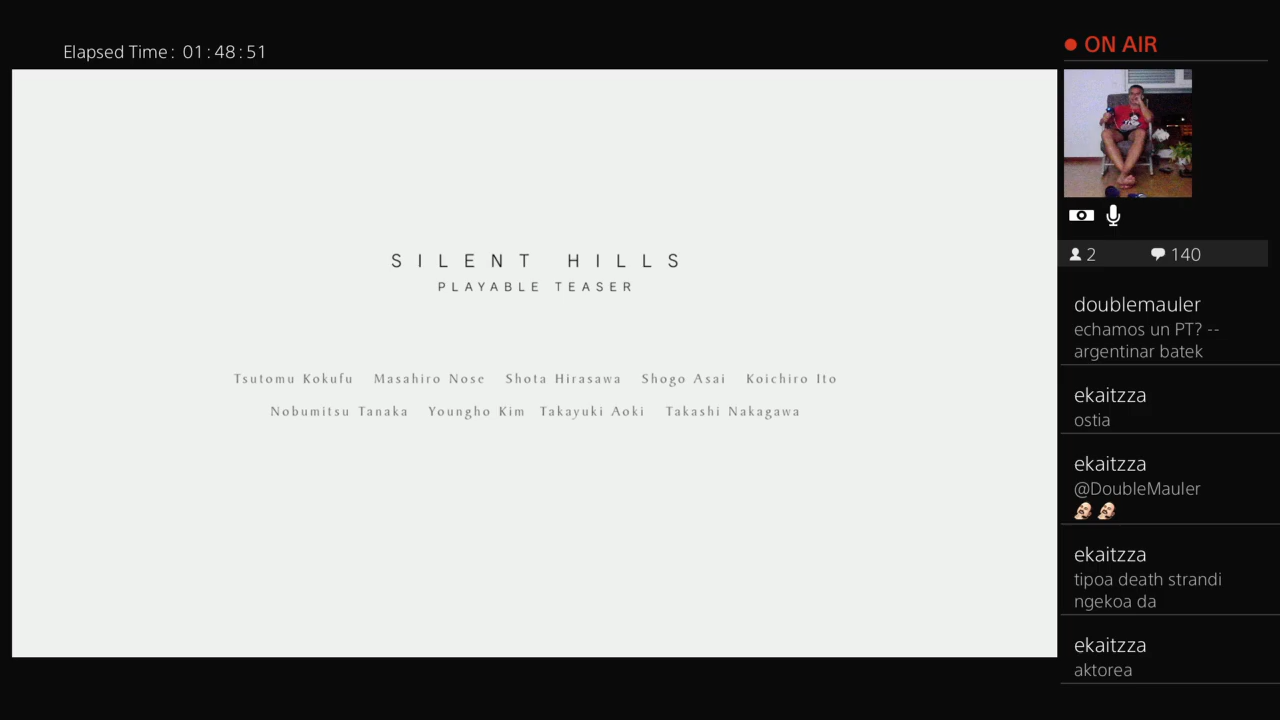 Elapsed Time: 01:48:51
ON AIR
SILENT HILLS
PLAYABLE TEASER
Tsutomu Kokufu Masahiro Nose Shota Hirasawa Shogo Asai Koichiro Ito
Nobumitsu Tanaka Youngho Kim Takayuki Aoki Takashi Nakagawa
2 140
doublemauler
echamos un PT? --
argentinar batek
ekaitzza
ostia
ekaitzza
@DoubleMauler
ekaitzza
tipoa death strandi
ngekoa da
ekaitzza
aktorea